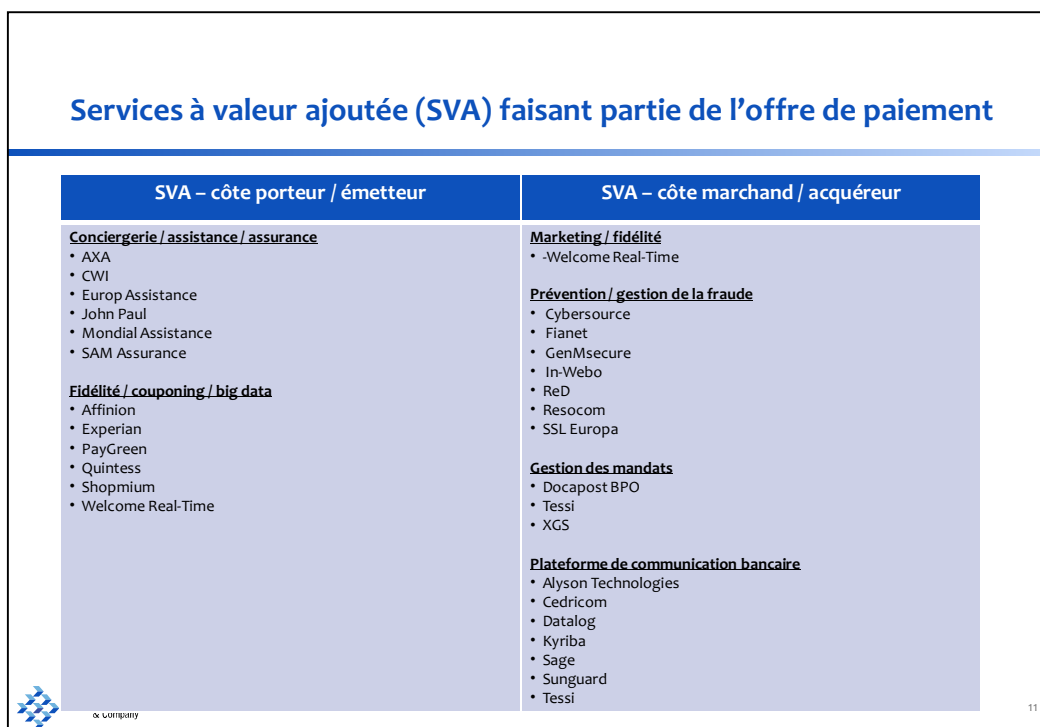 Services à valeur ajoutée (SVA) faisant partie de l’offre de paiement
SVA – côte porteur / émetteur
Conciergerie / assistance / assurance
• AXA
• CWI
• Europ Assistance
• John Paul
• Mondial Assistance
• SAM Assurance
Fidélité / couponing / big data
• Affinion
• Experian
• PayGreen
• Quintess
• Shopmium
• Welcome Real-Time
SVA – côte marchand / acquéreur
Marketing / fidélité
• -Welcome Real-Time
Prévention / gestion de la fraude
• Cybersource
• Fianet
• GenMsecure
• In-Webo
• ReD
• Resocom
• SSL Europa
Gestion des mandats
• Docapost BPO
• Tessi
• XGS
Plateforme de communication bancaire
• Alyson Technologies
• Cedricom
• Datalog
• Kyriba
• Sage
• Sunguard
• Tessi
& Company
11